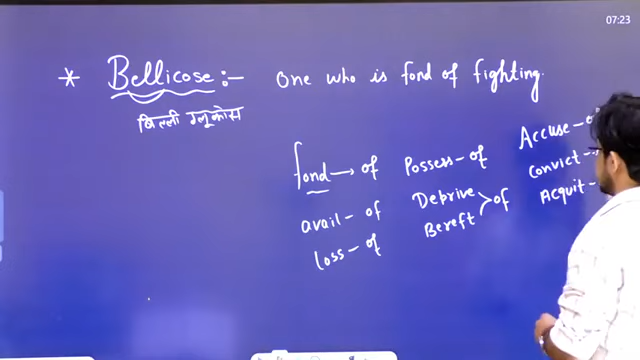 07:23
* Bellicose :- One who is fond of fighting.
बिल्ली ग्लूकोस
fond → of Possess - of Accuse - of
avail - of Deprive Bereft > of Convict -
loss - of Acquit -